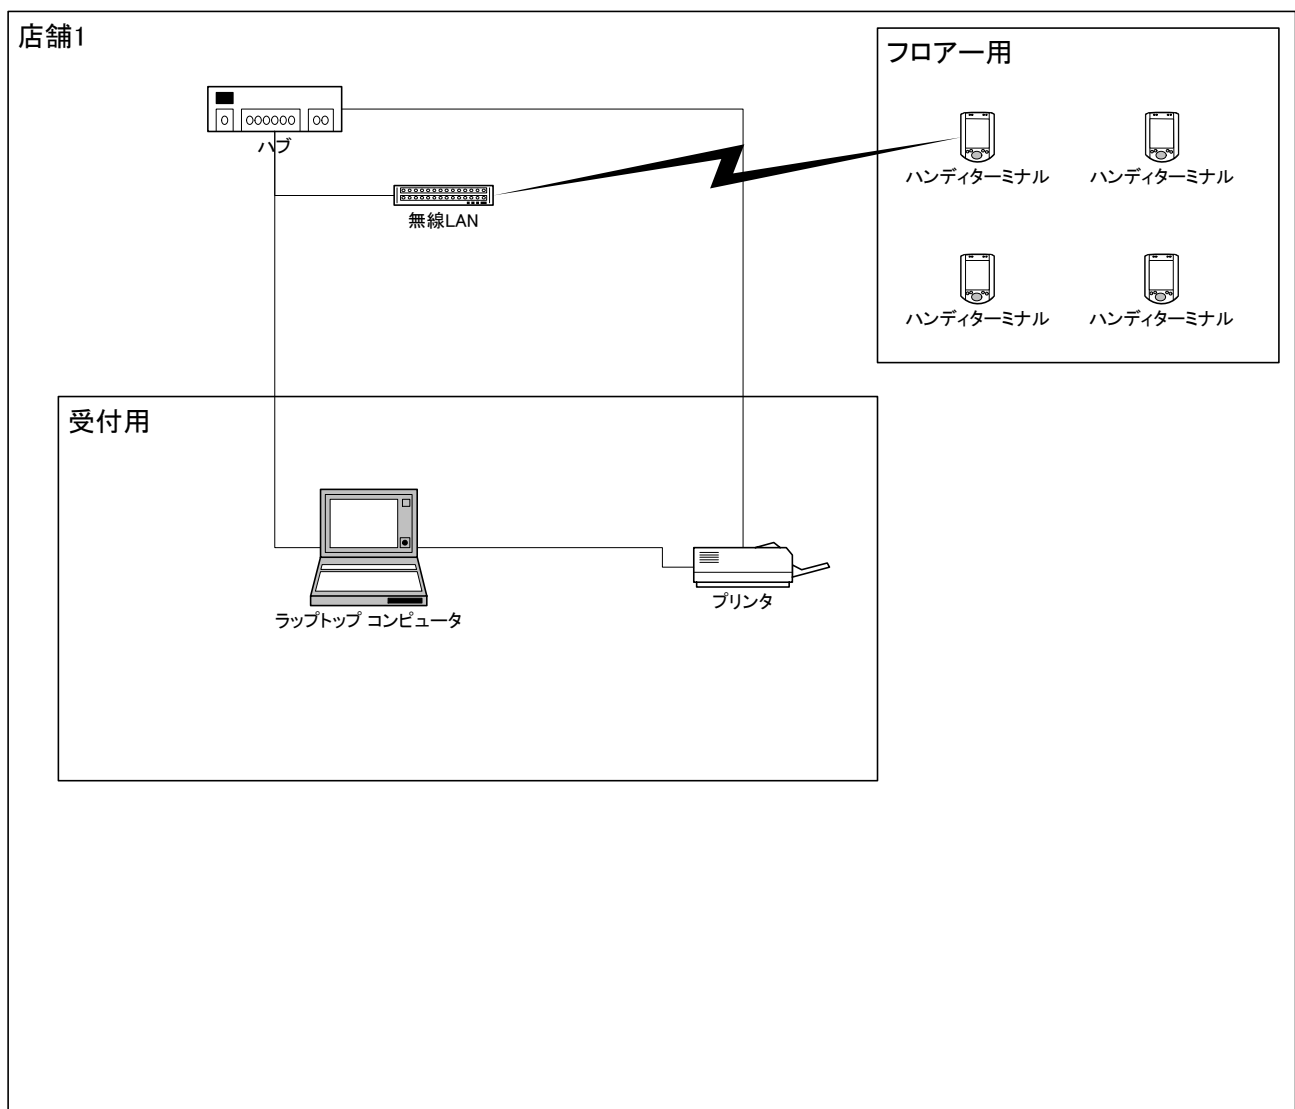 店舗1
フロアー用
ハブ
無線LAN
ハンディターミナル
ハンディターミナル
ハンディターミナル
ハンディターミナル
受付用
ラップトップ コンピュータ
プリンタ